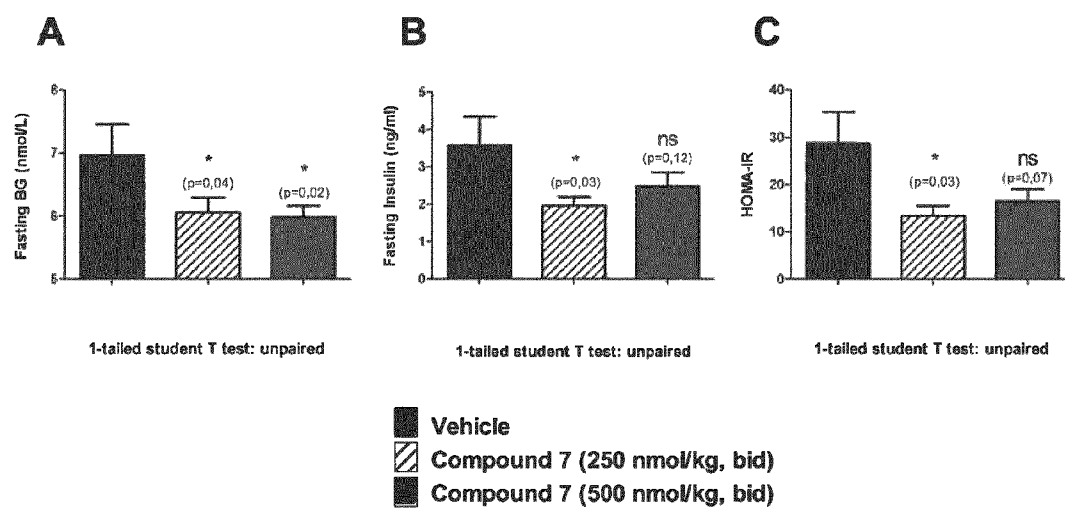 A
B
C
Fasting BG (nmol/L)
8
7
6
5
*
(p=0,04)
*
(p=0,02)
1-tailed student T test: unpaired
Fasting Insulin (ng/ml)
5
4
3
2
1
0
*
(p=0,03)
ns
(p=0,12)
1-tailed student T test: unpaired
HOMA-IR
40
30
20
10
0
*
(p=0,03)
ns
(p=0,07)
1-tailed student T test: unpaired
Vehicle
Compound 7 (250 nmol/kg, bid)
Compound 7 (500 nmol/kg, bid)